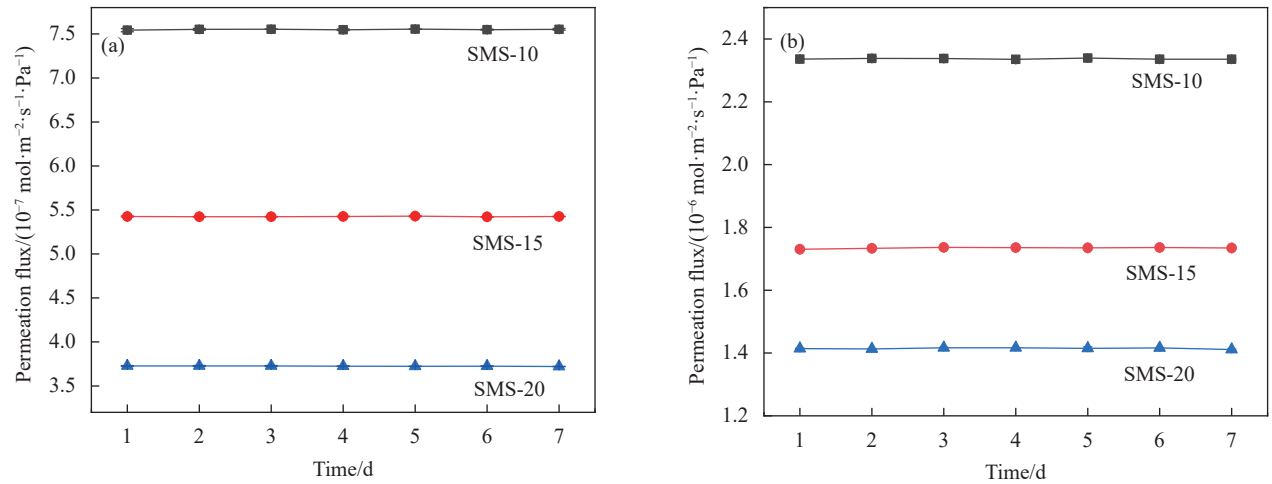 (a)
Permeation flux/(10⁻⁷ mol·m⁻²·s⁻¹·Pa⁻¹)
7.5
7.0
6.5
6.0
5.5
5.0
4.5
4.0
3.5
SMS-10
SMS-15
SMS-20
1 2 3 4 5 6 7
Time/d
(b)
Permeation flux/(10⁻⁶ mol·m⁻²·s⁻¹·Pa⁻¹)
2.4
2.2
2.0
1.8
1.6
1.4
1.2
SMS-10
SMS-15
SMS-20
1 2 3 4 5 6 7
Time/d